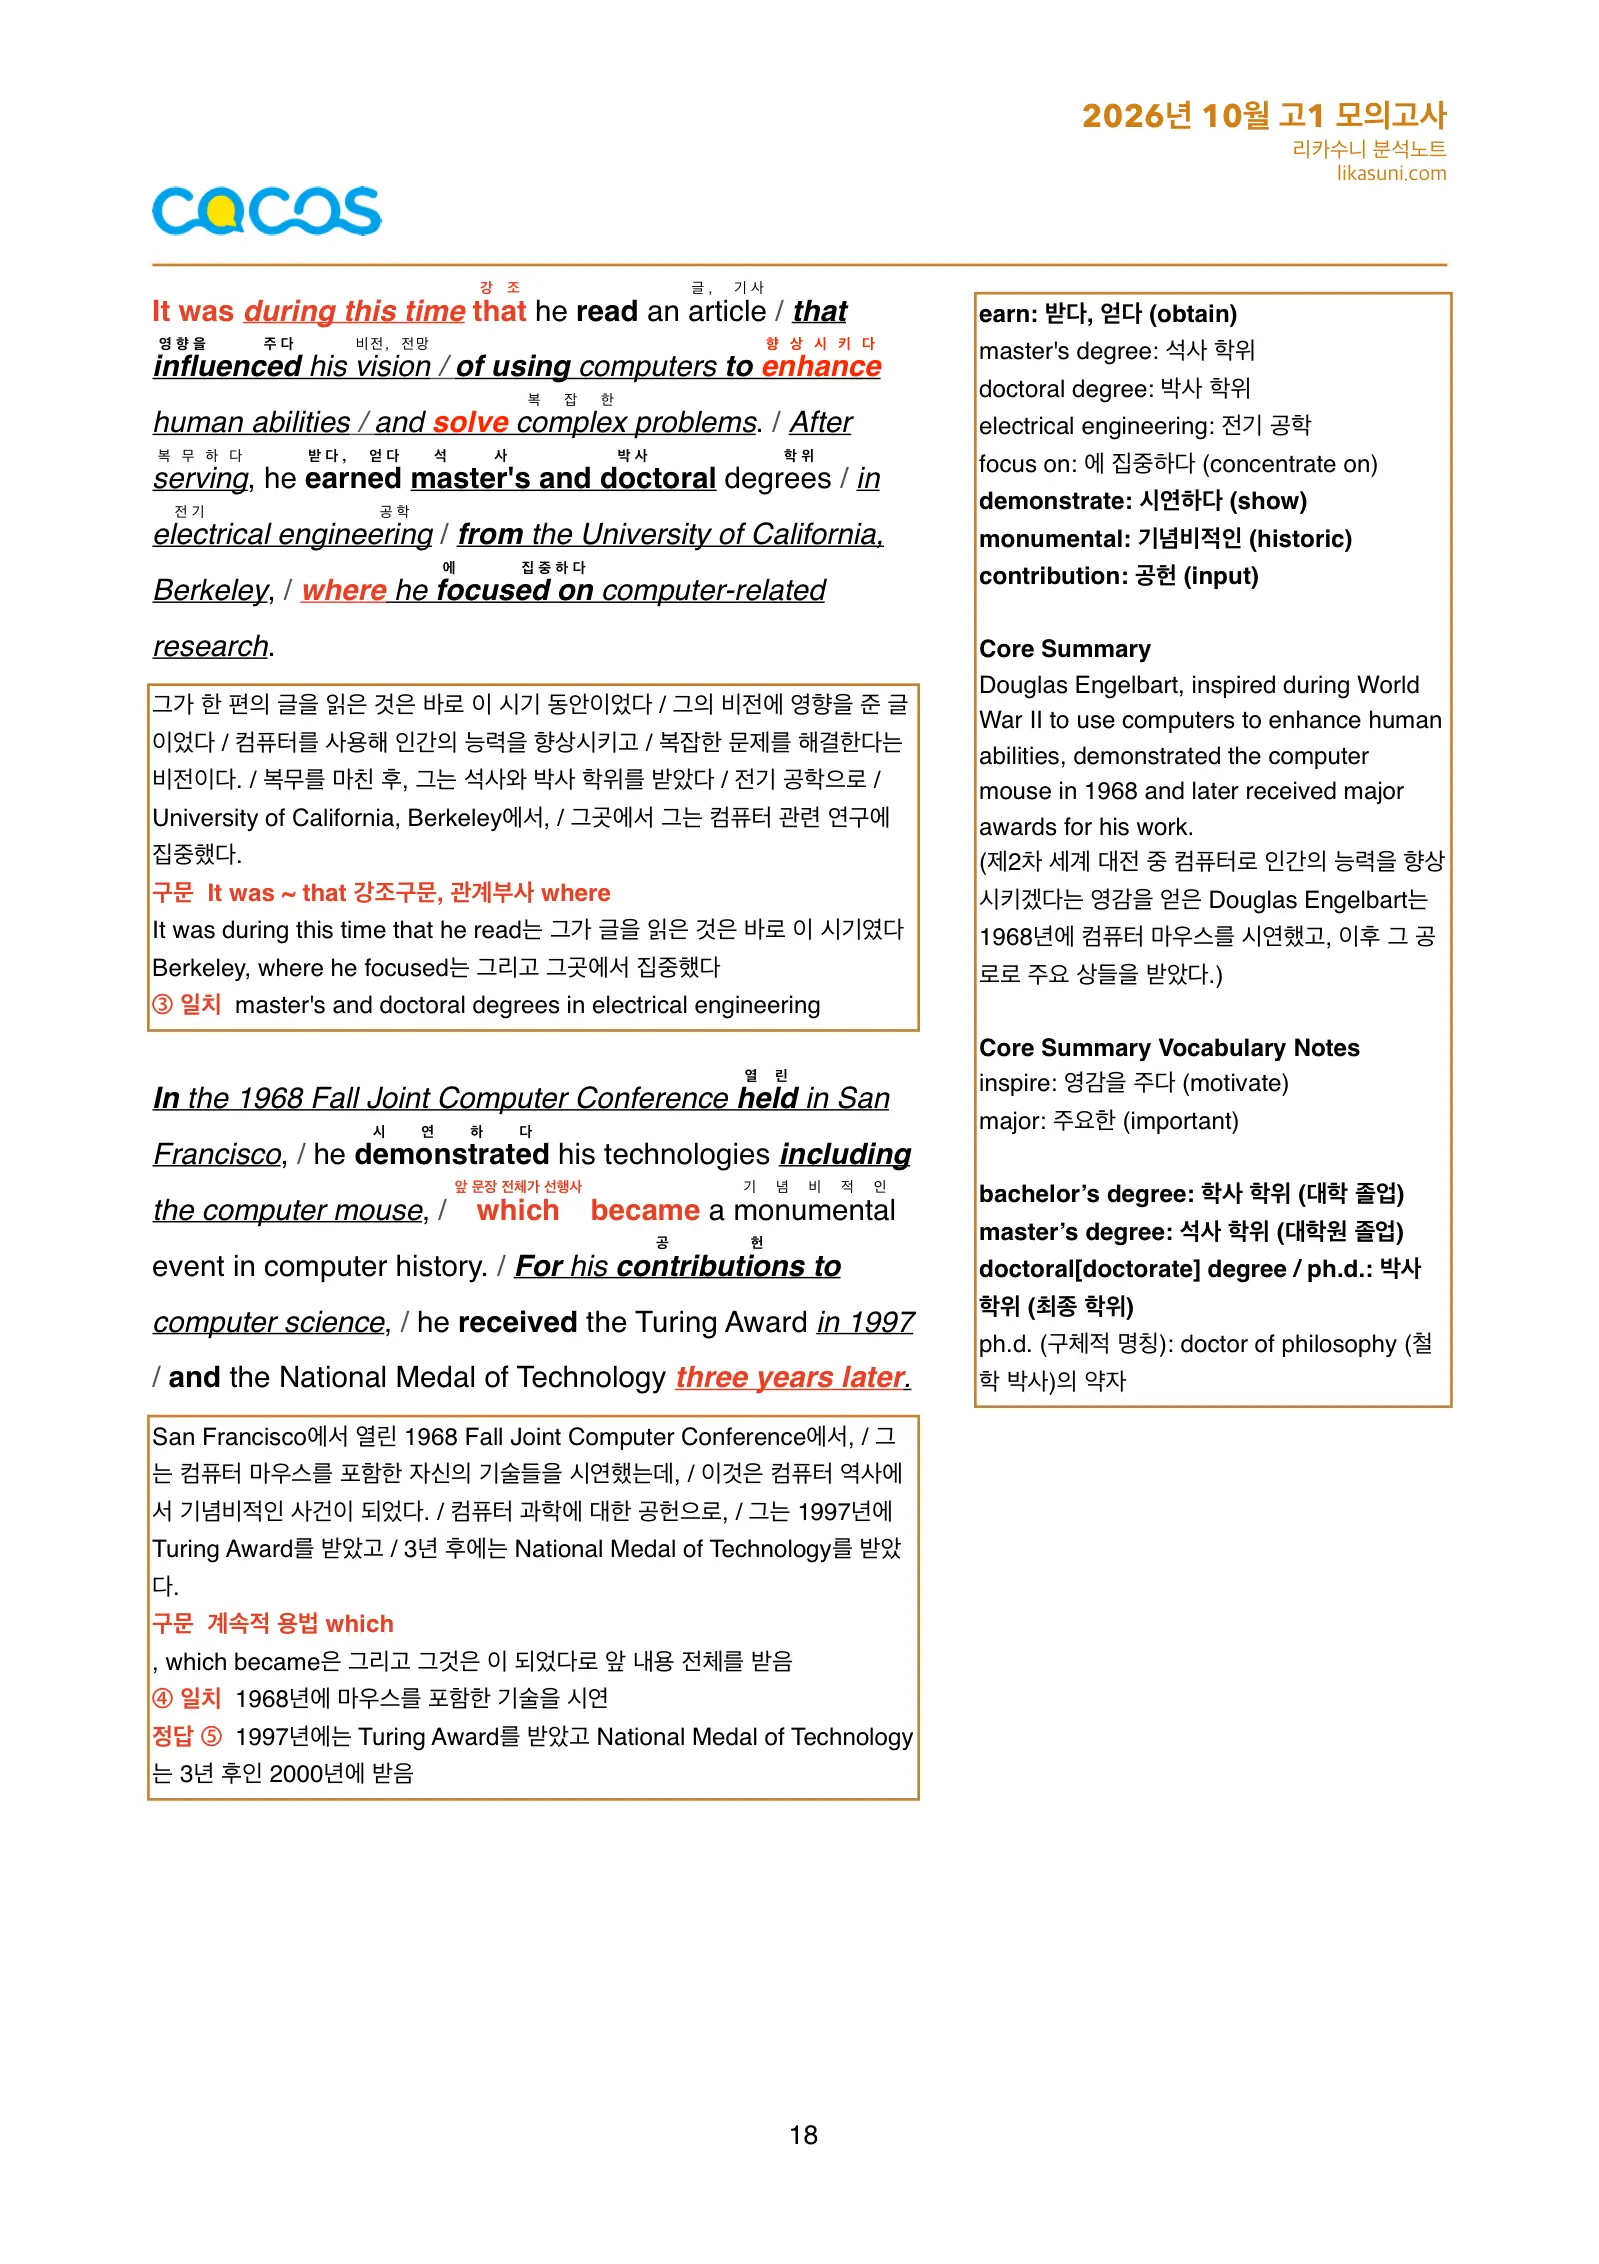 2026년 10월 고1 모의고사
리카수니 분석노트
likasuni.com
cacos
강 조 글, 기사
It was during this time that he read an article / that
영향을 주다 비전, 전망 향 상 시 키 다
influenced his vision / of using computers to enhance
복 잡 한
human abilities / and solve complex problems. / After
복 무 하 다 받다, 얻다 석 사 박사 학위
serving, he earned master's and doctoral degrees / in
전기 공학
electrical engineering / from the University of California,
에 집중하다
Berkeley, / where he focused on computer-related
research.
그가 한 편의 글을 읽은 것은 바로 이 시기 동안이었다 / 그의 비전에 영향을 준 글
이었다 / 컴퓨터를 사용해 인간의 능력을 향상시키고 / 복잡한 문제를 해결한다는
비전이다. / 복무를 마친 후, 그는 석사와 박사 학위를 받았다 / 전기 공학으로 /
University of California, Berkeley에서, / 그곳에서 그는 컴퓨터 관련 연구에
집중했다.
구문 It was ~ that 강조구문, 관계부사 where
It was during this time that he read는 그가 글을 읽은 것은 바로 이 시기였다
Berkeley, where he focused는 그리고 그곳에서 집중했다
③ 일치 master's and doctoral degrees in electrical engineering
열 린
In the 1968 Fall Joint Computer Conference held in San
시 연 하 다
Francisco, / he demonstrated his technologies including
앞 문장 전체가 선행사 기 념 비 적 인
the computer mouse, / which became a monumental
공 헌
event in computer history. / For his contributions to
computer science, / he received the Turing Award in 1997
/ and the National Medal of Technology three years later.
San Francisco에서 열린 1968 Fall Joint Computer Conference에서, / 그
는 컴퓨터 마우스를 포함한 자신의 기술들을 시연했는데, / 이것은 컴퓨터 역사에
서 기념비적인 사건이 되었다. / 컴퓨터 과학에 대한 공헌으로, / 그는 1997년에
Turing Award를 받았고 / 3년 후에는 National Medal of Technology를 받았
다.
구문 계속적 용법 which
, which became은 그리고 그것은 이 되었다로 앞 내용 전체를 받음
④ 일치 1968년에 마우스를 포함한 기술을 시연
정답 ⑤ 1997년에는 Turing Award를 받았고 National Medal of Technology
는 3년 후인 2000년에 받음
earn: 받다, 얻다 (obtain)
master's degree: 석사 학위
doctoral degree: 박사 학위
electrical engineering: 전기 공학
focus on: 에 집중하다 (concentrate on)
demonstrate: 시연하다 (show)
monumental: 기념비적인 (historic)
contribution: 공헌 (input)
Core Summary
Douglas Engelbart, inspired during World
War II to use computers to enhance human
abilities, demonstrated the computer
mouse in 1968 and later received major
awards for his work.
(제2차 세계 대전 중 컴퓨터로 인간의 능력을 향상
시키겠다는 영감을 얻은 Douglas Engelbart는
1968년에 컴퓨터 마우스를 시연했고, 이후 그 공
로로 주요 상들을 받았다.)
Core Summary Vocabulary Notes
inspire: 영감을 주다 (motivate)
major: 주요한 (important)
bachelor’s degree: 학사 학위 (대학 졸업)
master’s degree: 석사 학위 (대학원 졸업)
doctoral[doctorate] degree / ph.d.: 박사
학위 (최종 학위)
ph.d. (구체적 명칭): doctor of philosophy (철
학 박사)의 약자
18